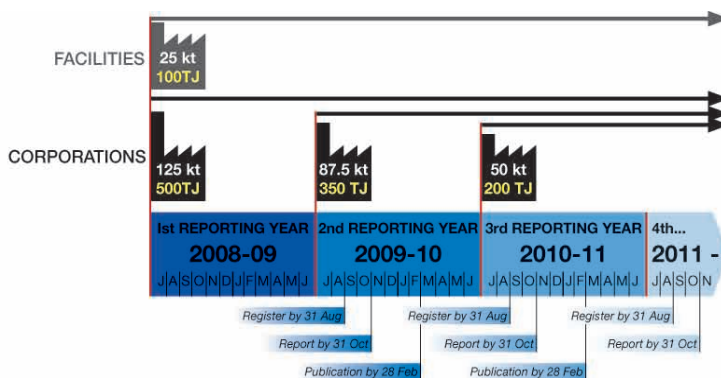 FACILITIES
25 kt
100TJ
CORPORATIONS
125 kt
500TJ
87.5 kt
350 TJ
50 kt
200 TJ
1st REPORTING YEAR
2008-09
2nd REPORTING YEAR
2009-10
3rd REPORTING YEAR
2010-11
4th...
2011 -
J A S O N D J F M A M J
J A S O N D J F M A M J
J A S O N D J F M A M J
J A S O N
Register by 31 Aug
Register by 31 Aug
Register by 31 Aug
Report by 31 Oct
Report by 31 Oct
Report by 31 Oct
Publication by 28 Feb
Publication by 28 Feb